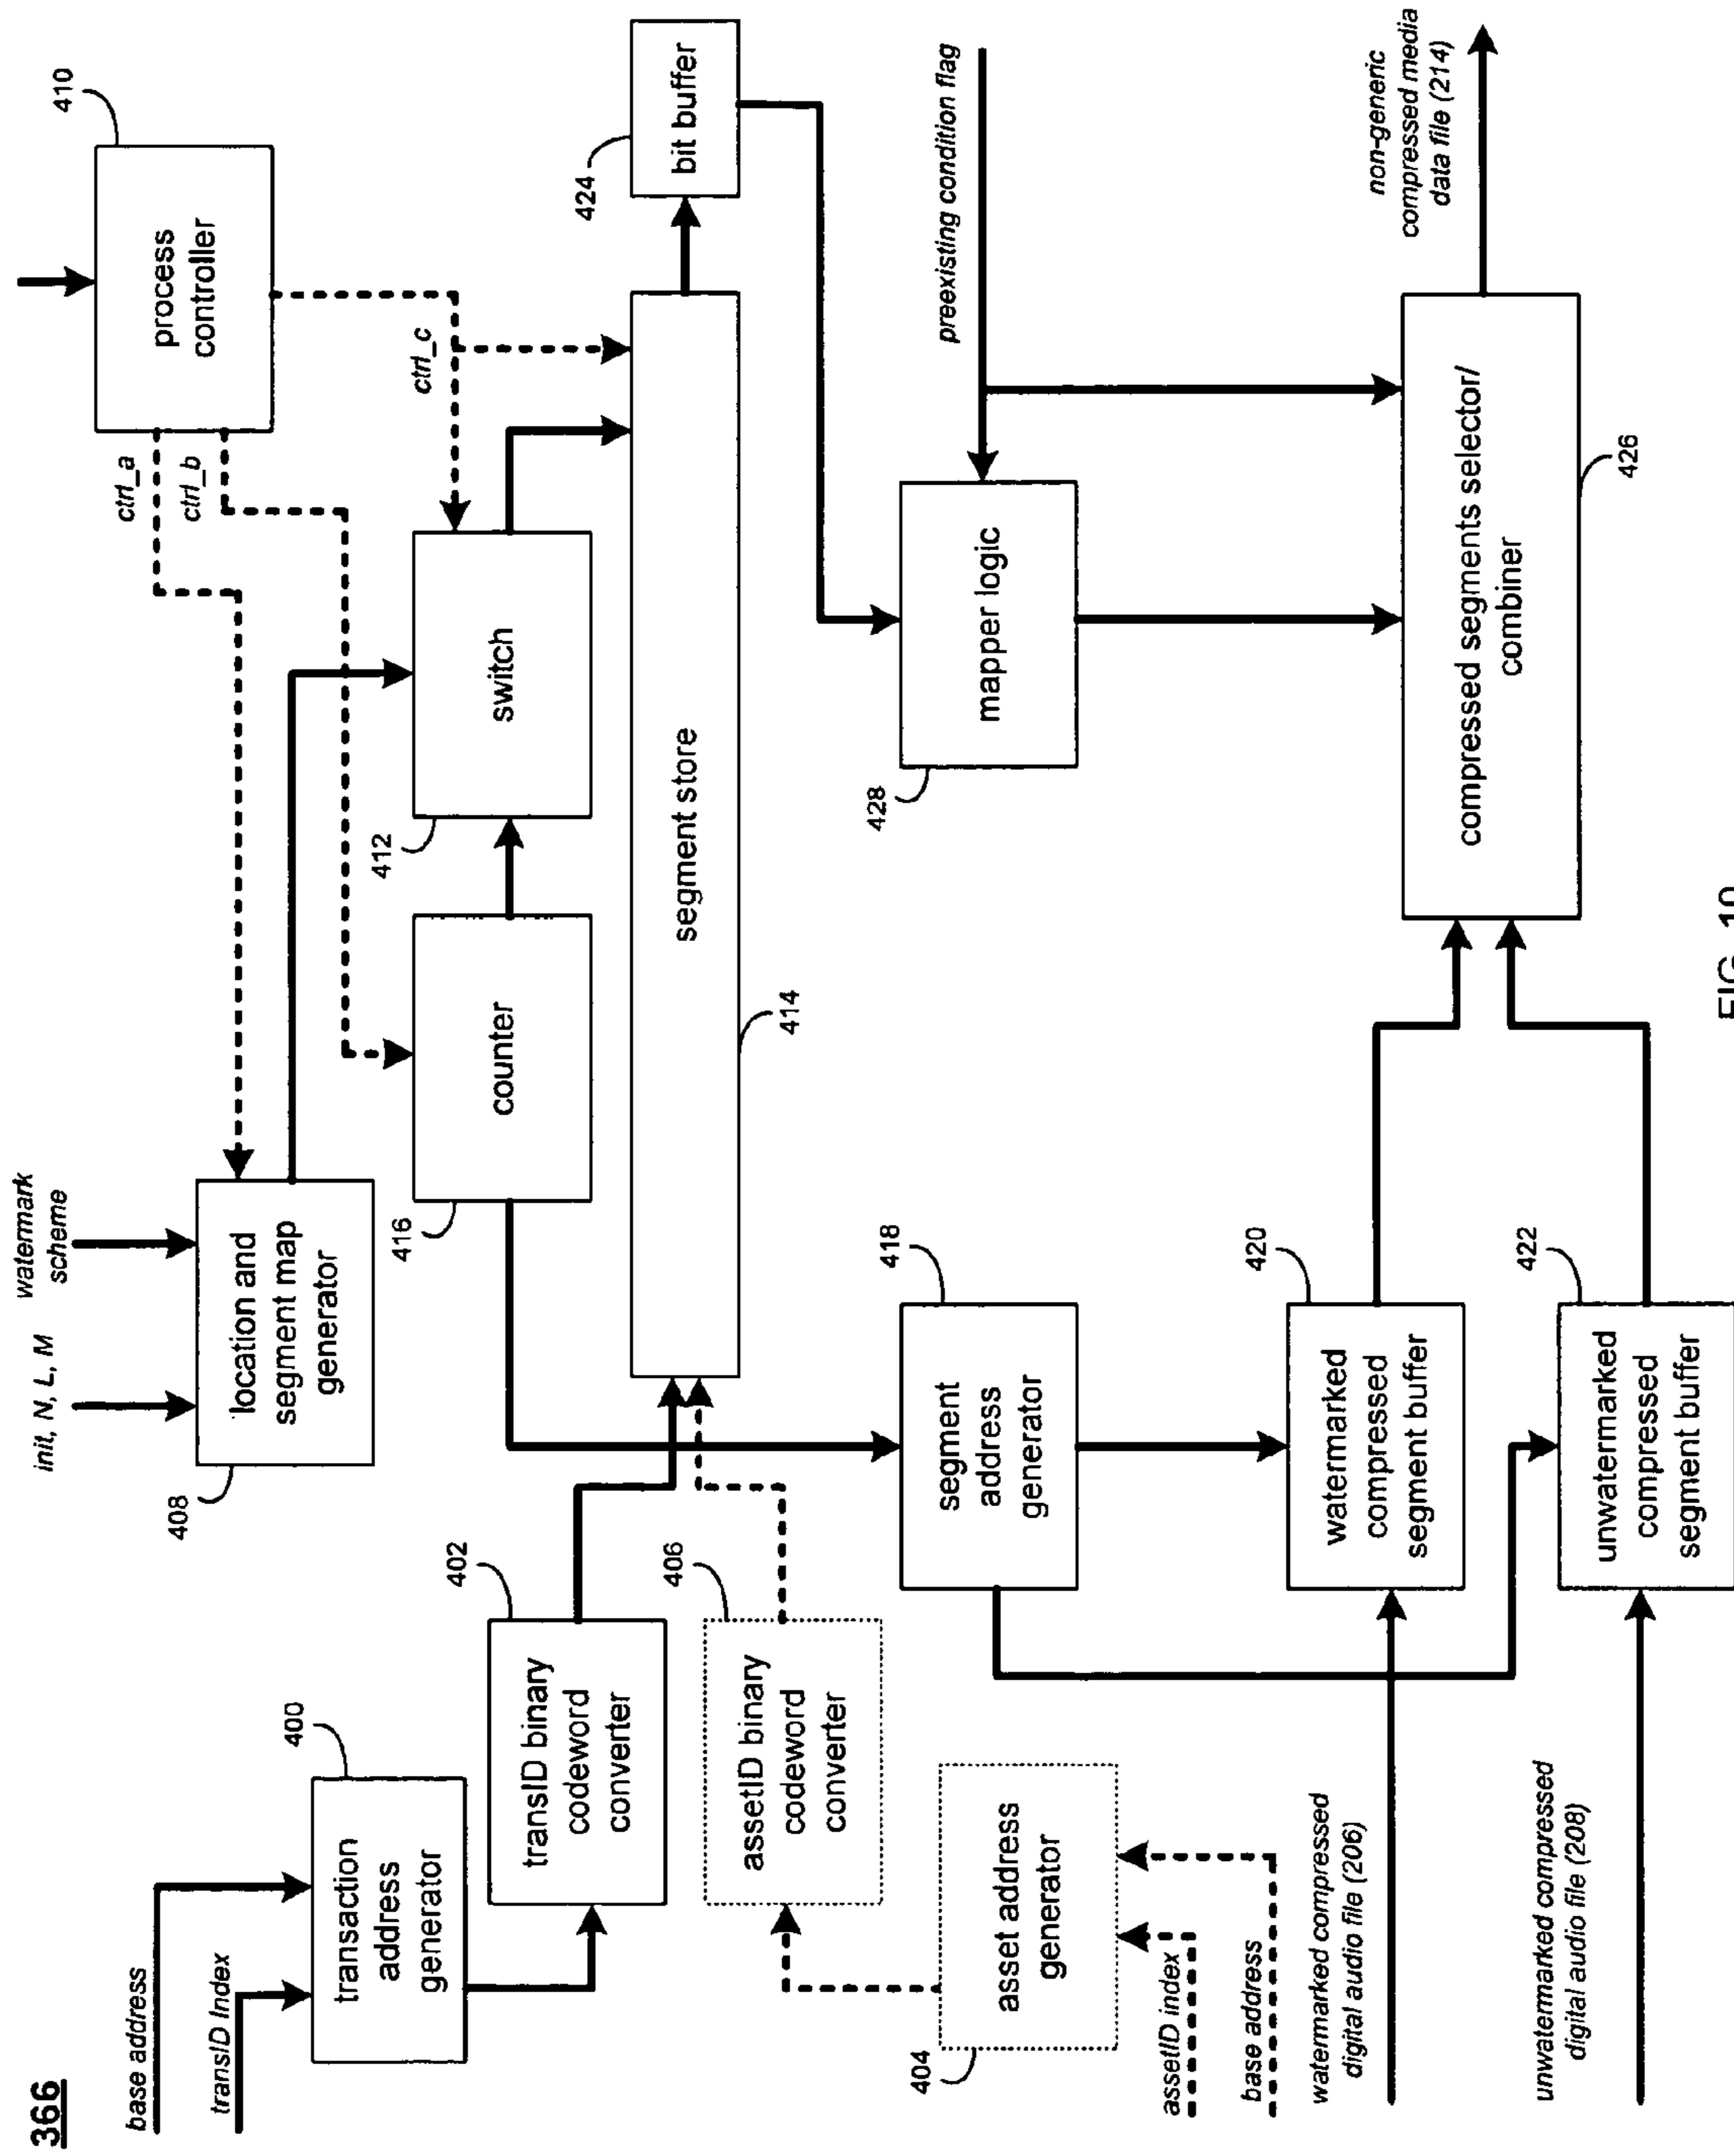 366
base address
transID Index
transaction
address
generator
400
transID binary
codeword
converter
402
assetID binary
codeword
converter
406
asset address
generator
404
assetID index
base address
watermarked compressed
digital audio file (206)
unwatermarked compressed
digital audio file (208)
init, N, L, M
watermark
scheme
location and
segment map
generator
408
process
controller
410
ctrl_a
ctrl_b
ctrl_c
counter
416
switch
412
segment store
414
bit buffer
424
segment
address
generator
418
watermarked
compressed
segment buffer
420
unwatermarked
compressed
segment buffer
422
mapper logic
428
preexisting condition flag
compressed segments selector/
combiner
426
non-generic
compressed media
data file (214)
FIG. 10